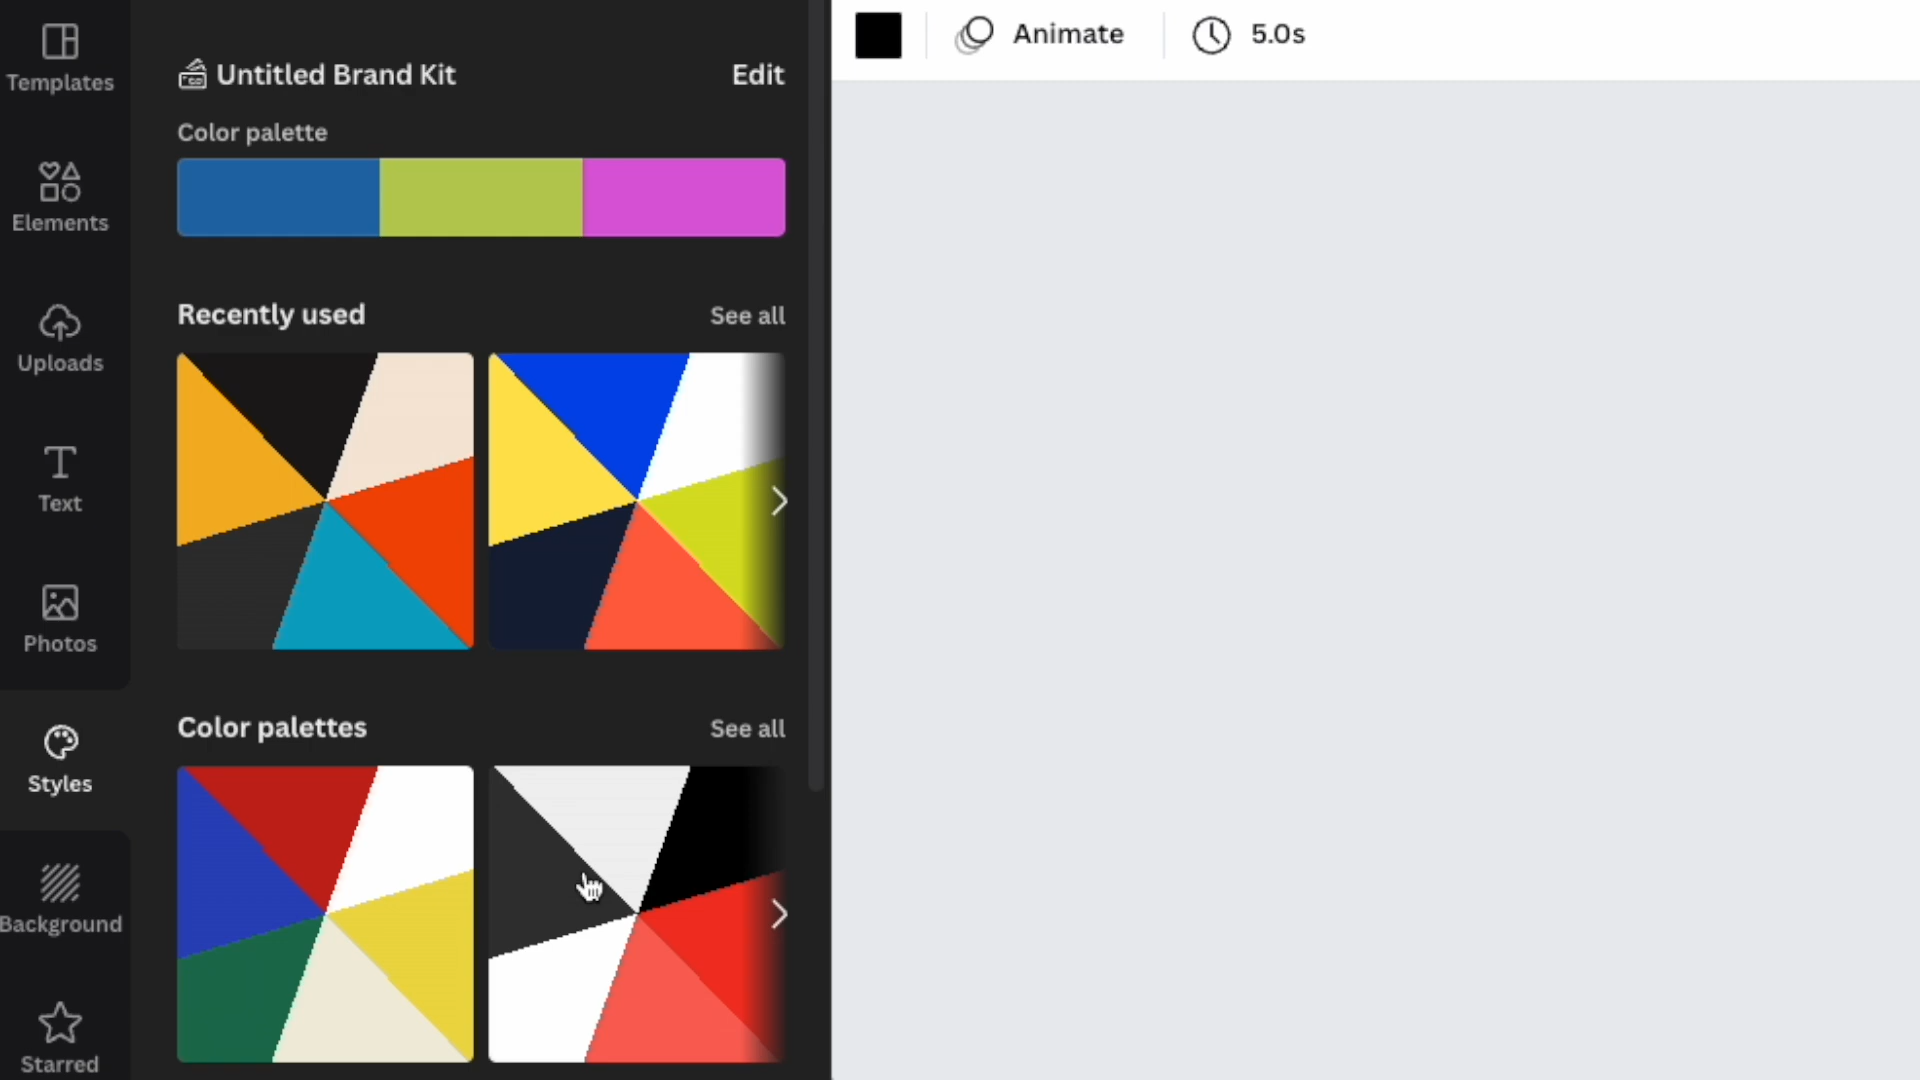 Templates
Elements
Uploads
Text
Photos
Styles
Background
Starred
Untitled Brand Kit
Edit
Color palette
Recently used
See all
Color palettes
See all
Animate
5.0s